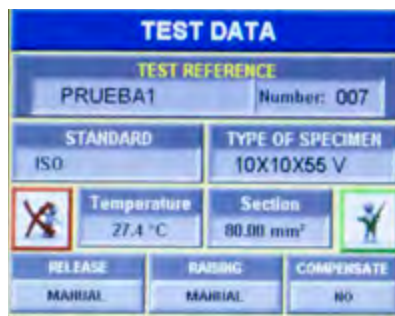 TEST DATA
TEST REFERENCE
PRUEBA1 Number: 007
STANDARD TYPE OF SPECIMEN
ISO 10X10X55 V
Temperature Section
27.4 °C 80.00 mm²
RELEASE RAISING COMPENSATE
MANUAL MANUAL NO